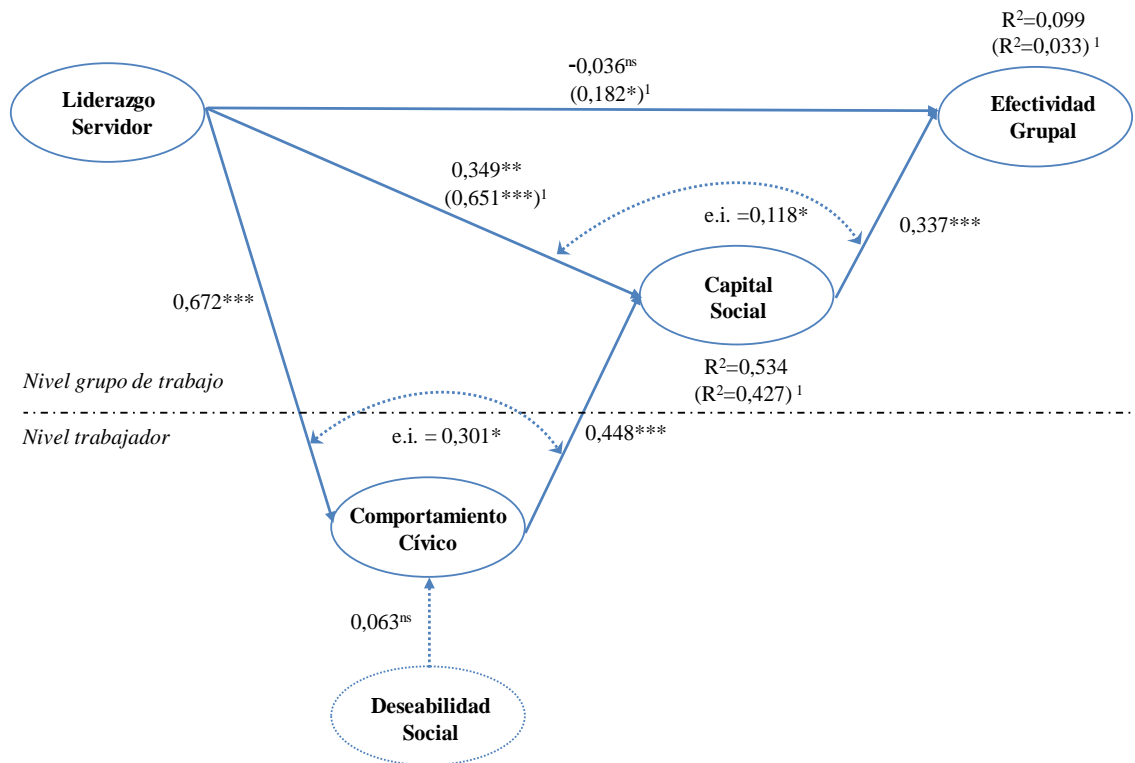 R²=0,099
(R²=0,033) ¹
Liderazgo
Servidor
-0,036ⁿˢ
(0,182*)¹
Efectividad
Grupal
0,349**
(0,651***)¹
e.i. =0,118*
0,337***
0,672***
Capital
Social
R²=0,534
(R²=0,427) ¹
Nivel grupo de trabajo
Nivel trabajador
e.i. = 0,301*
0,448***
Comportamiento
Cívico
0,063ⁿˢ
Deseabilidad
Social